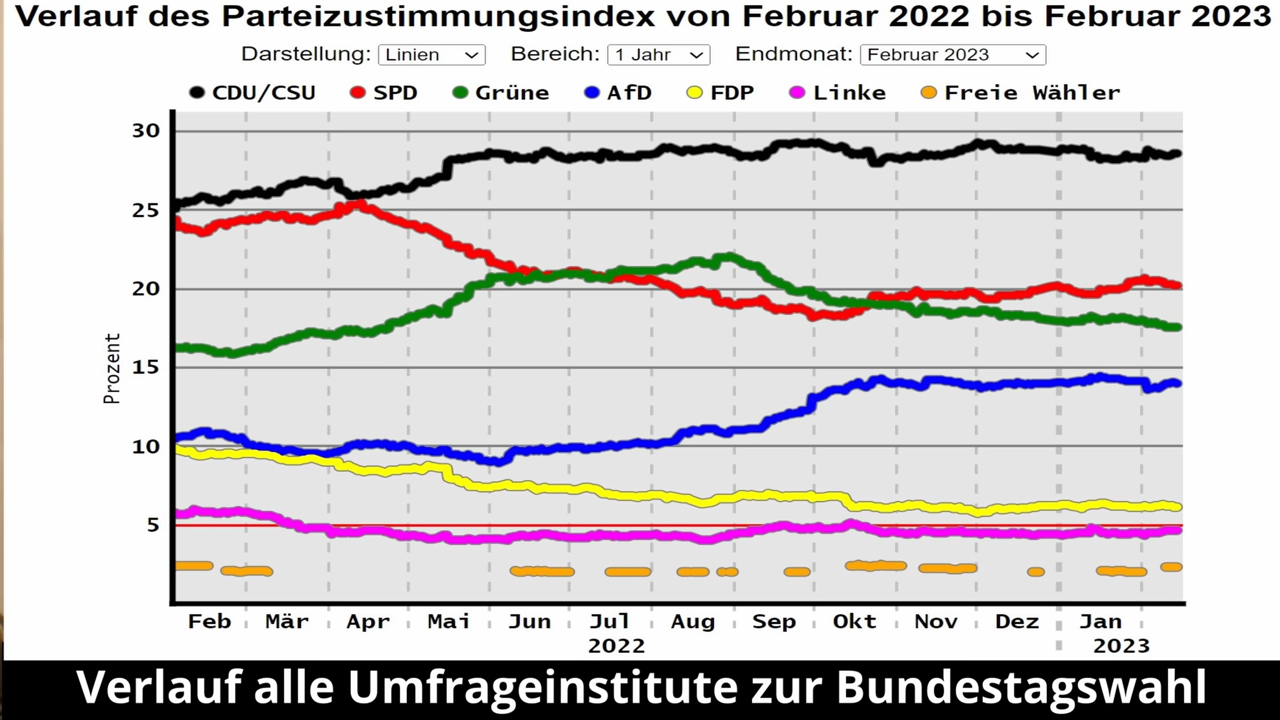 Verlauf des Parteizustimmungsindex von Februar 2022 bis Februar 2023
Darstellung: Linien Bereich: 1 Jahr Endmonat: Februar 2023
CDU/CSU SPD Grüne AfD FDP Linke Freie Wähler
30
25
20
15
10
5
Prozent
Feb Mär Apr Mai Jun Jul Aug Sep Okt Nov Dez Jan
2022 2023
Verlauf alle Umfrageinstitute zur Bundestagswahl